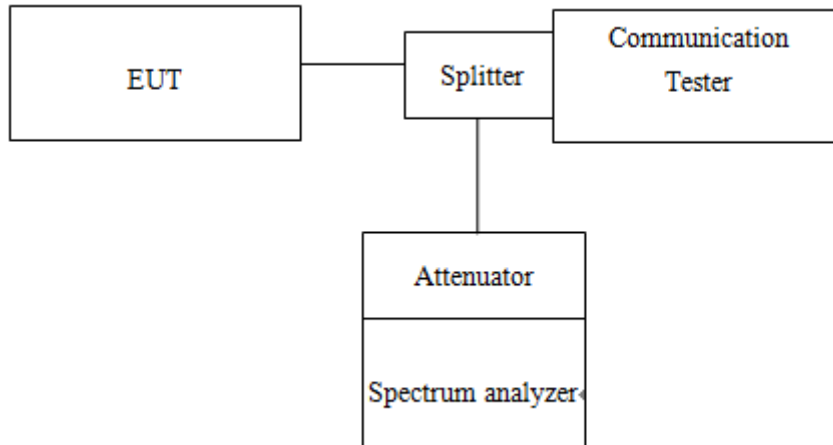 EUT
Splitter
Communication
Tester
Attenuator
Spectrum analyzer